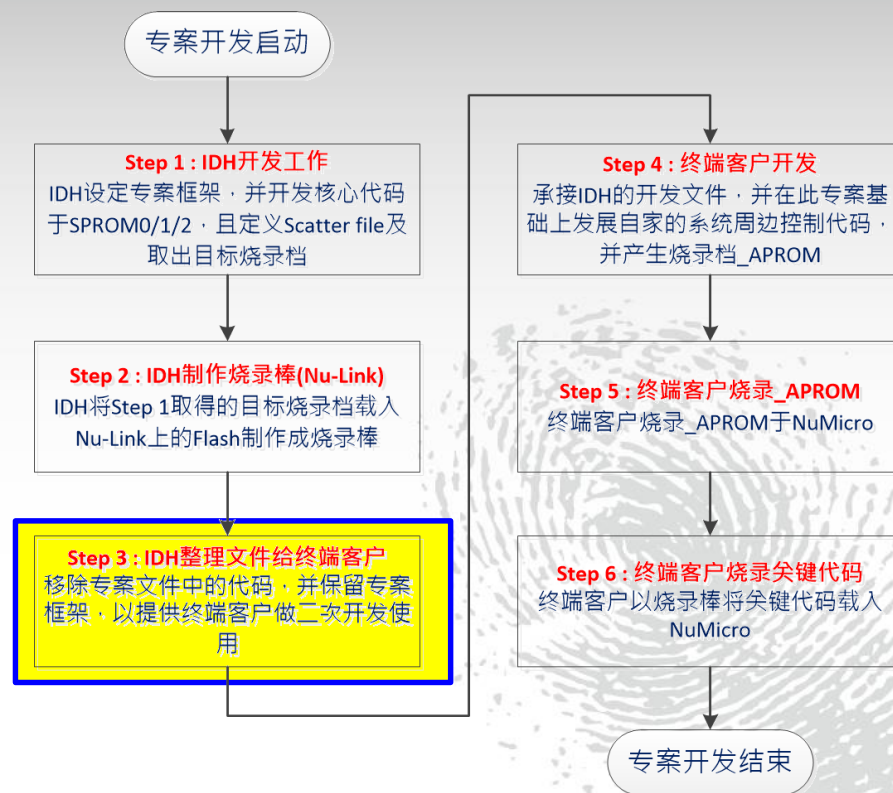 专案开发启动
Step 1 : IDH开发工作
IDH设定专案框架，并开发核心代码
于SPROM0/1/2，且定义Scatter file及
取出目标烧录档
Step 2 : IDH制作烧录棒(Nu-Link)
IDH将Step 1取得的目标烧录档载入
Nu-Link上的Flash制作成烧录棒
Step 3 : IDH整理文件给终端客户
移除专案文件中的代码，并保留专案
框架，以提供终端客户做二次开发使
用
Step 4 : 终端客户开发
承接IDH的开发文件，并在此专案基
础上发展自家的系统周边控制代码，
并产生烧录档_APROM
Step 5 : 终端客户烧录_APROM
终端客户烧录_APROM于NuMicro
Step 6 : 终端客户烧录关键代码
终端客户以烧录棒将关键代码载入
NuMicro
专案开发结束